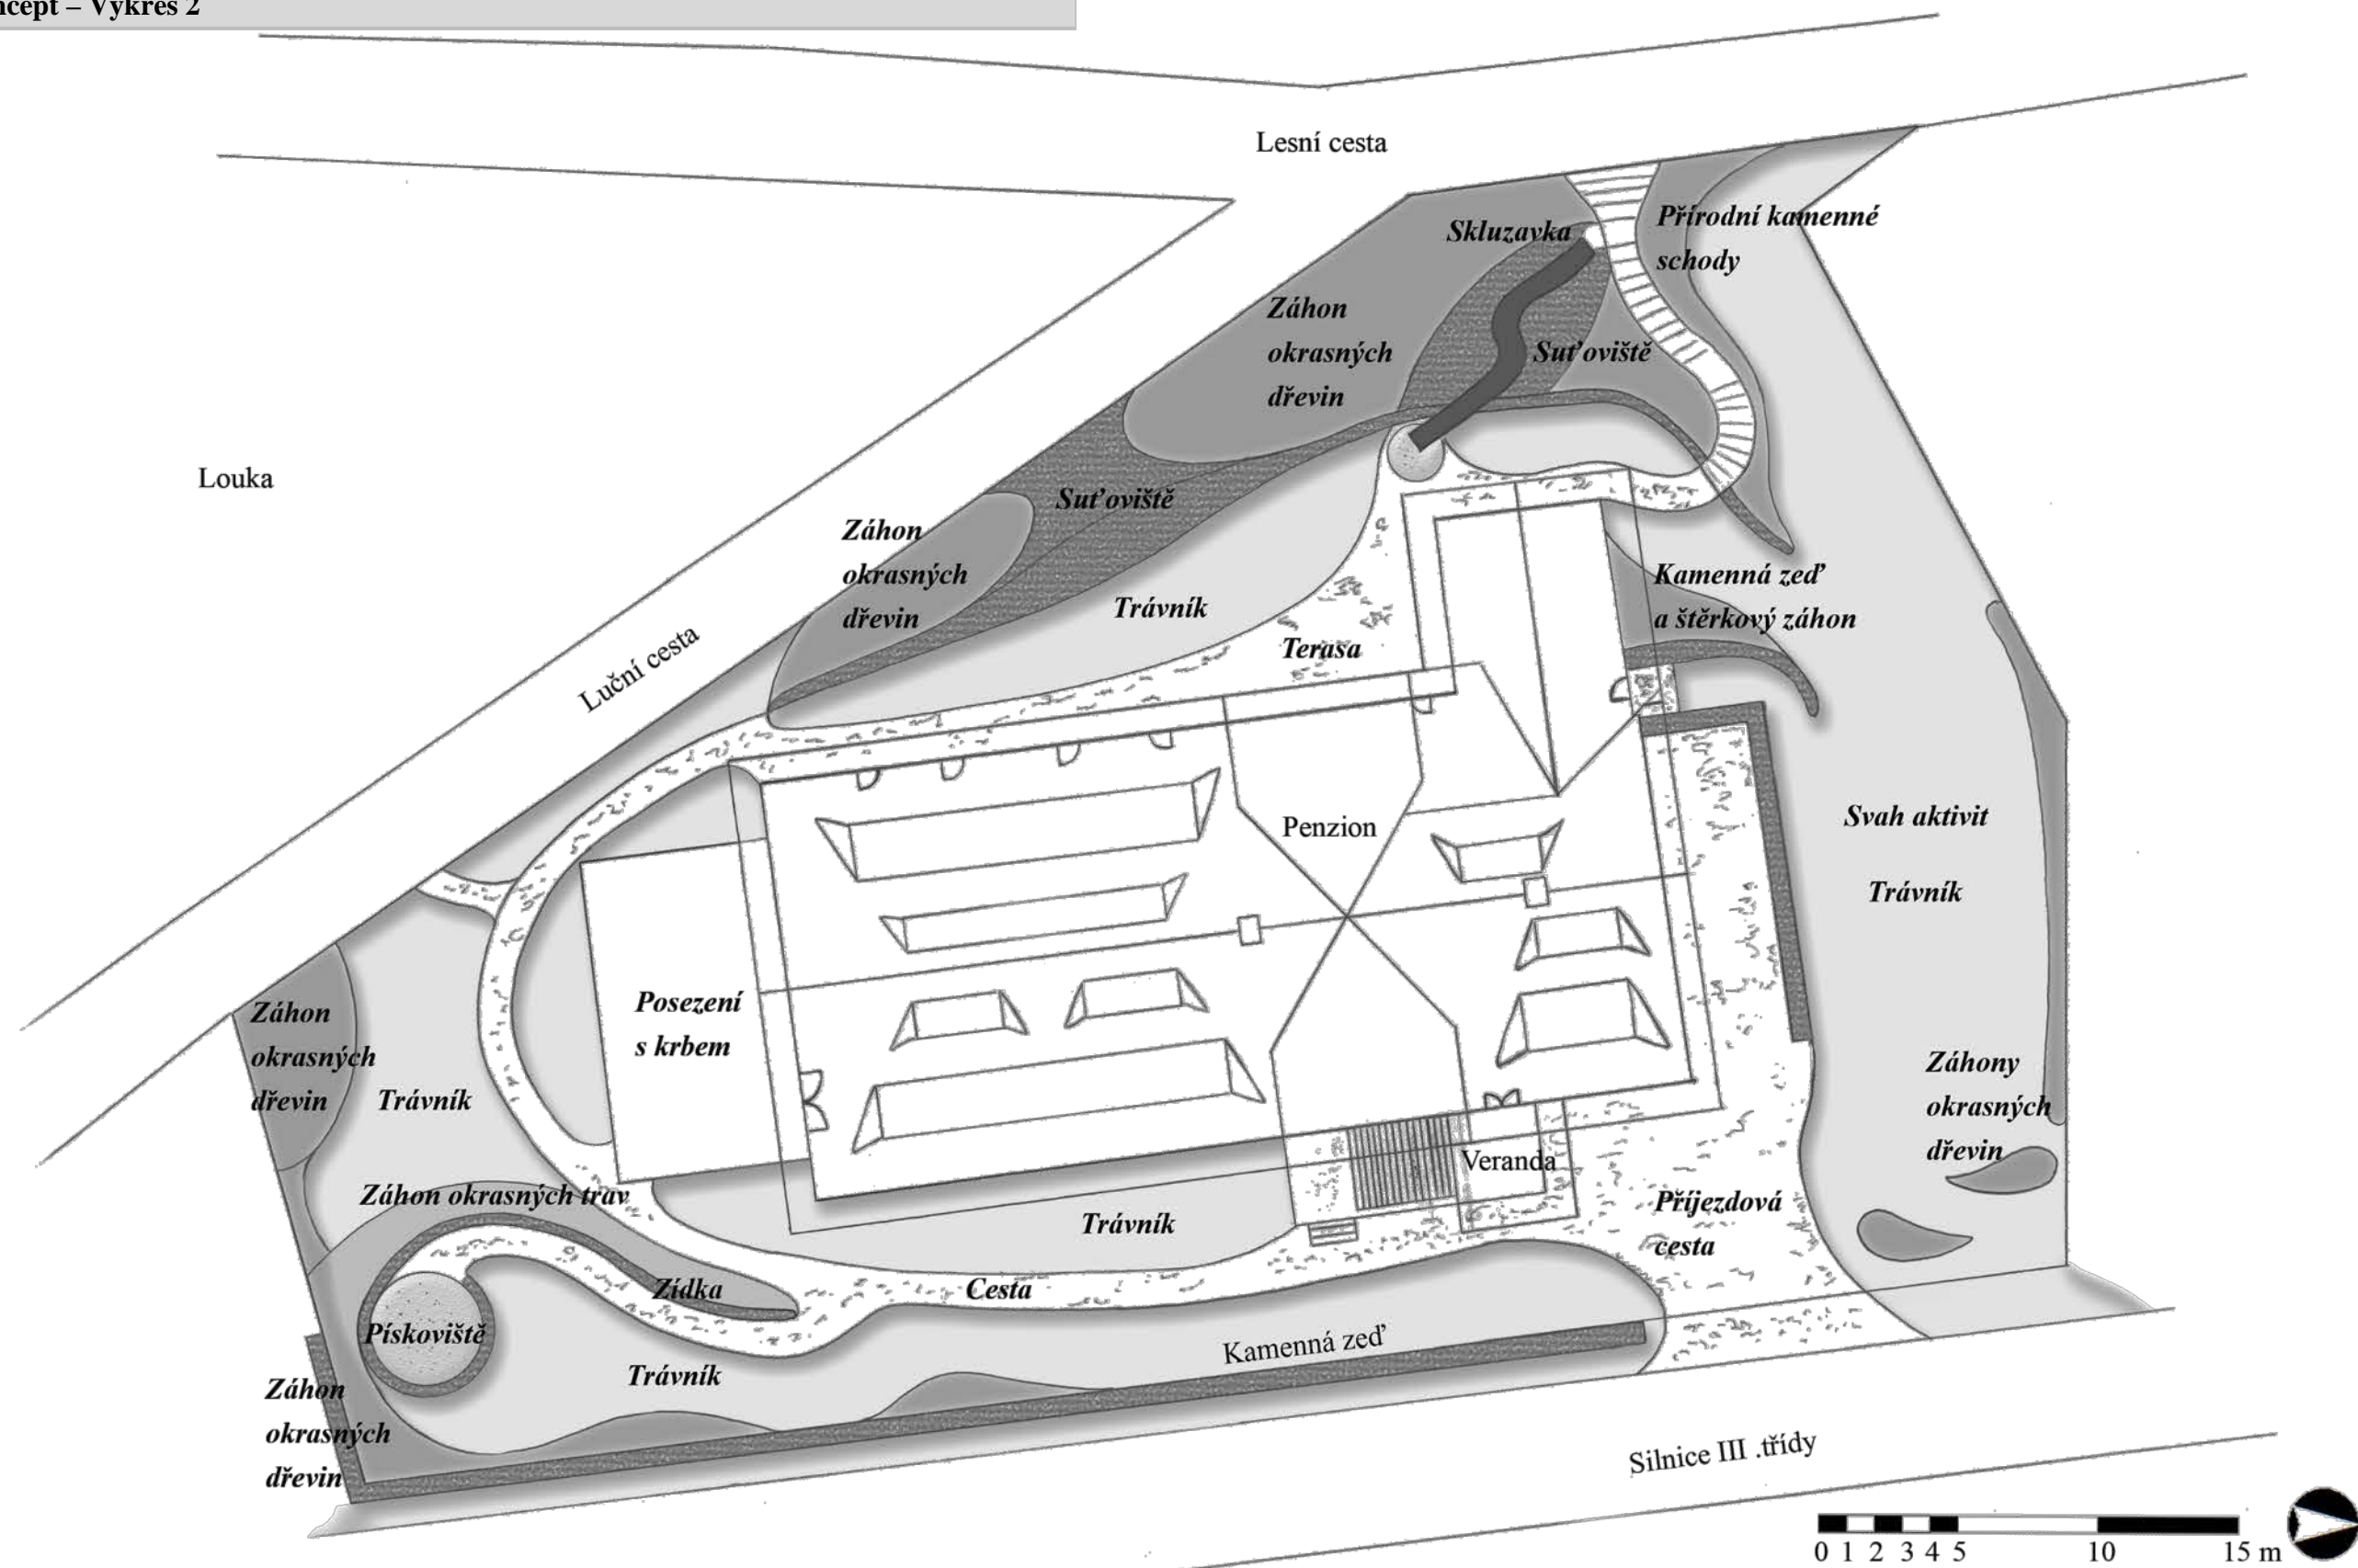 – Výkres 2
Lesní cesta
Skluzavka
Přírodní kamenné
schody
Záhon
okrasných
dřevin
Suťoviště
Louka
Suťoviště
Záhon
okrasných
dřevin
Trávník
Kamenná zeď
a štěrkový záhon
Terasa
Luční cesta
Penzion
Svah aktivit
Trávník
Posezení
s krbem
Záhon
okrasných
dřevin
Trávník
Záhony
okrasných
dřevin
Veranda
Záhon okrasných trav
Trávník
Příjezdová
cesta
Zídka
Cesta
Pískoviště
Kamenná zeď
Trávník
Záhon
okrasných
dřevin
Silnice III .třídy
0 1 2 3 4 5 10 15 m